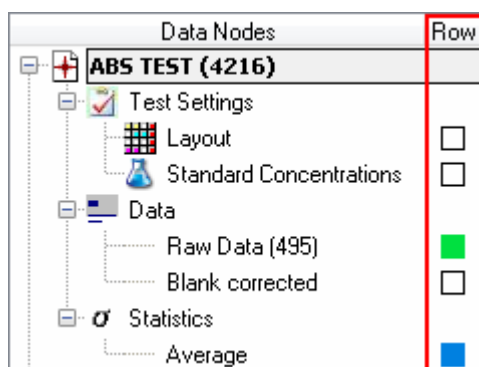 Data Nodes Row
ABS TEST (4216)
Test Settings
Layout
Standard Concentrations
Data
Raw Data (495)
Blank corrected
σ Statistics
Average